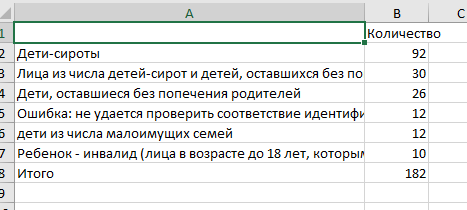 A B C
1 Количество
2 Дети-сироты 92
3 Лица из числа детей-сирот и детей, оставшихся без по 30
4 Дети, оставшиеся без попечения родителей 26
5 Ошибка: не удается проверить соответствие идентифи 12
6 дети из числа малоимущих семей 12
7 Ребенок - инвалид (лица в возрасте до 18 лет, которым 10
8 Итого 182
9